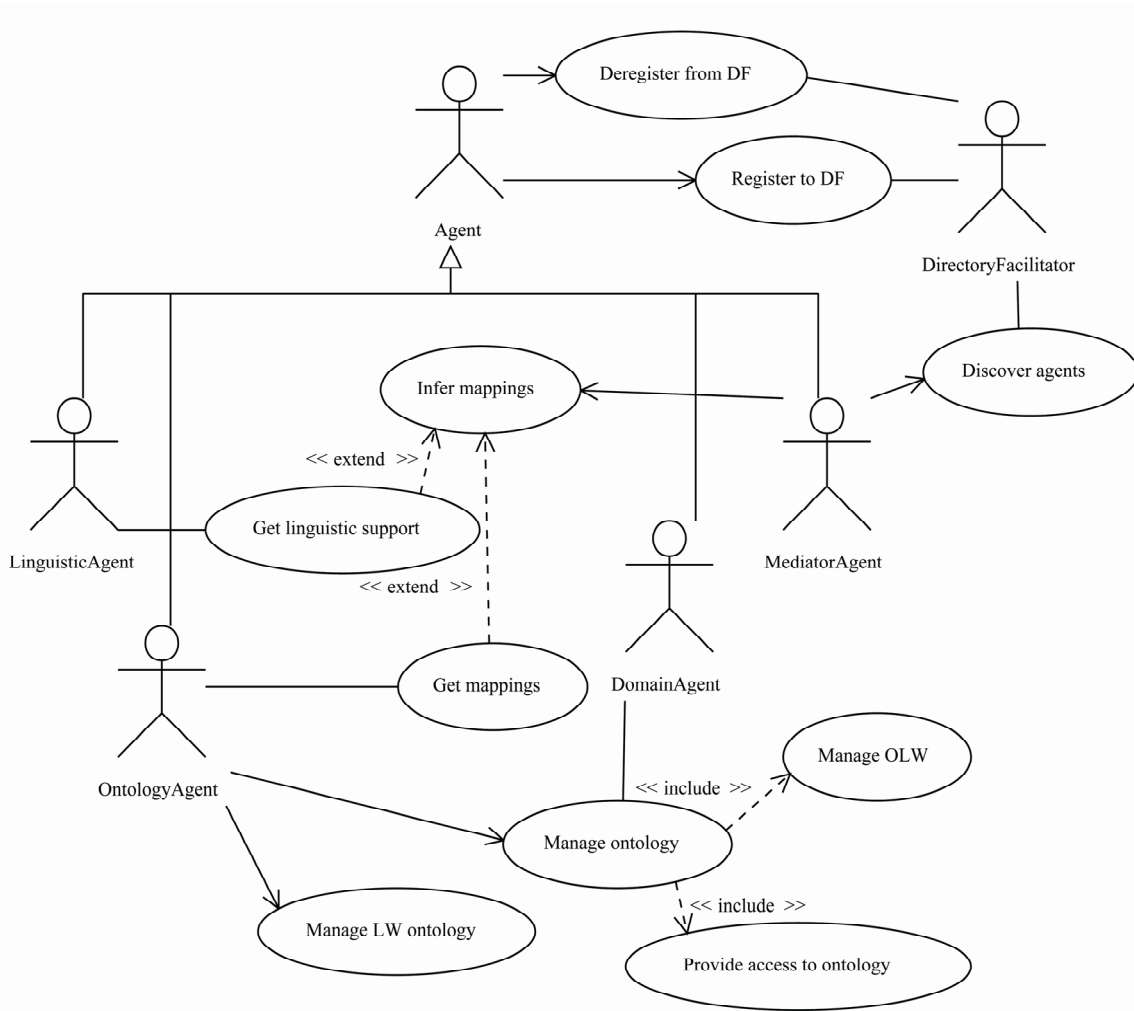 Deregister from DF
Register to DF
Agent
DirectoryFacilitator
Infer mappings
Discover agents
<< extend >>
Get linguistic support
LinguisticAgent
MediatorAgent
<< extend >>
Get mappings
DomainAgent
Manage OLW
OntologyAgent
<< include >>
Manage ontology
<< include >>
Manage LW ontology
Provide access to ontology